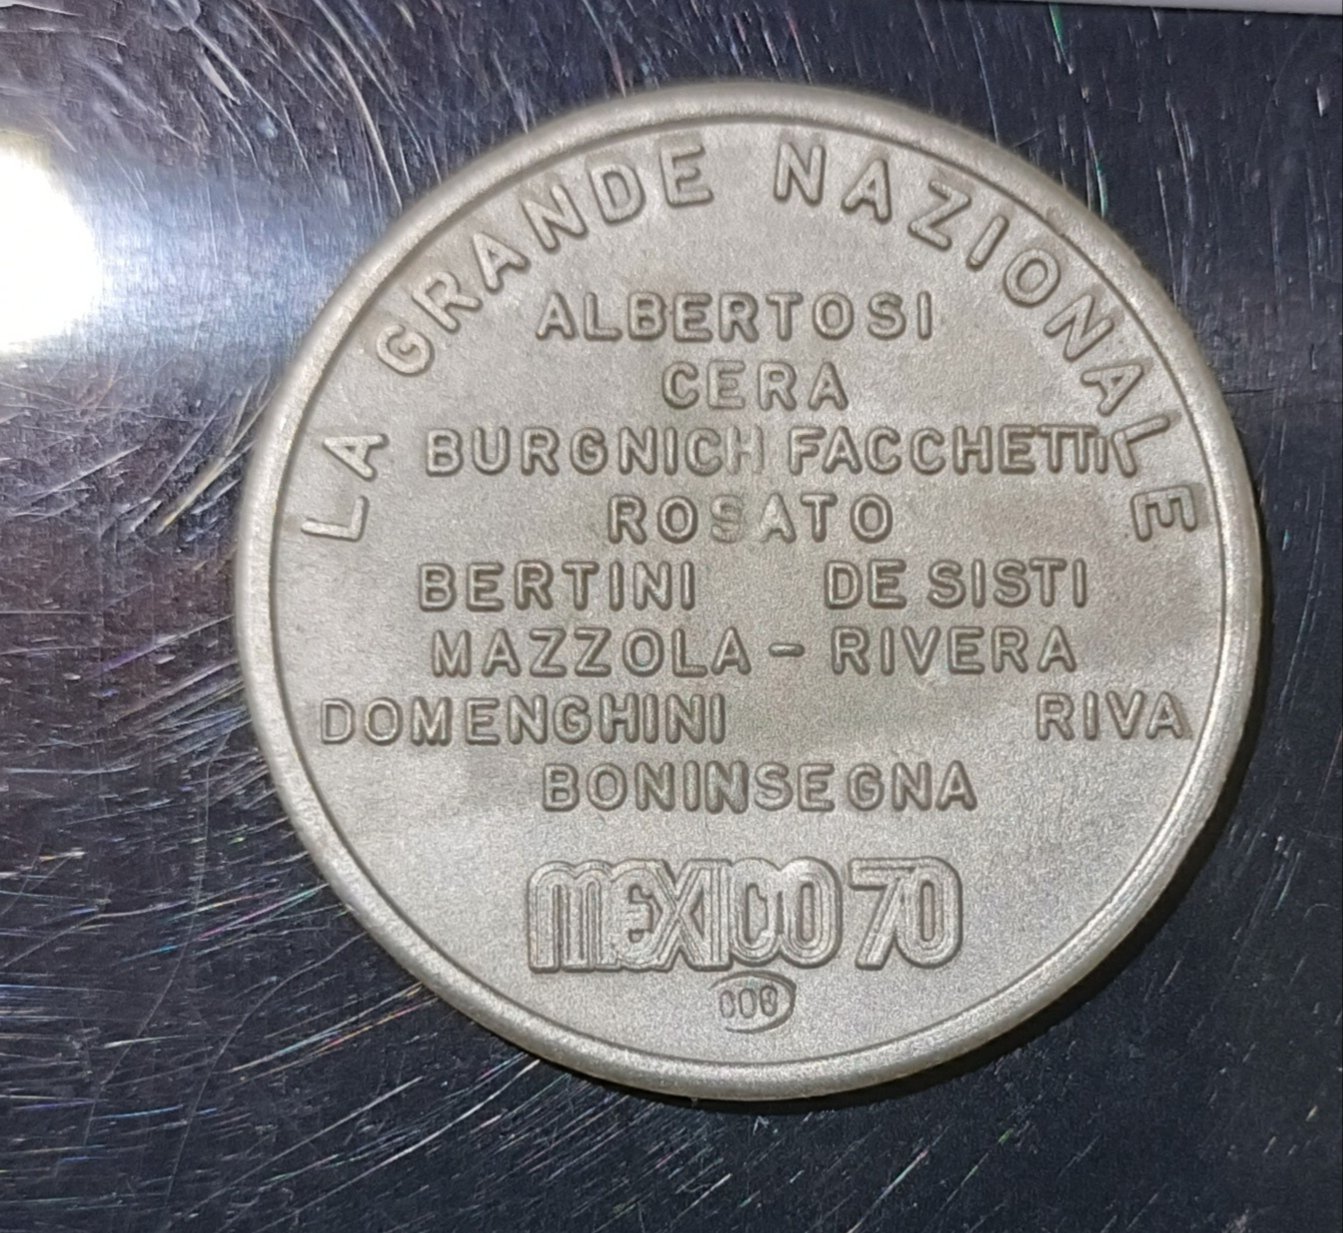 LA GRANDE NAZIONALE
ALBERTOSI
CERA
BURGNICH FACCHETTI
ROSATO
BERTINI DE SISTI
MAZZOLA - RIVERA
DOMENGHINI RIVA
BONINSEGNA
MEXICO 70